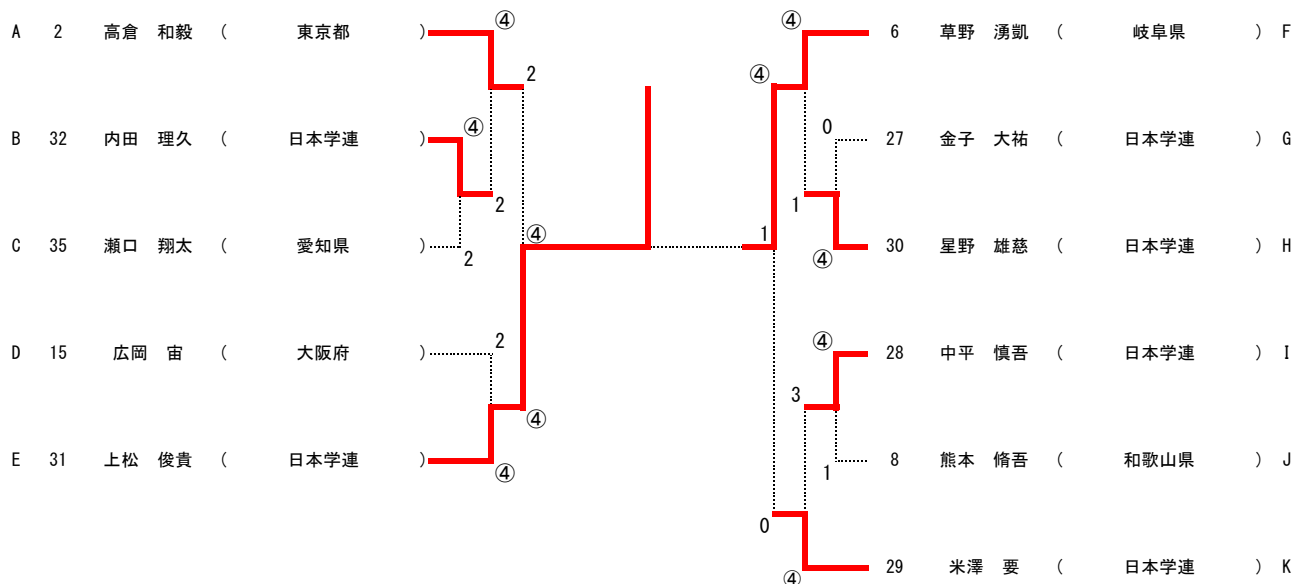 ④ ④
A 2 高倉 和毅 ( 東京都 ) 6 草野 湧凱 ( 岐阜県 ) F
2 ④
④ 0
B 32 内田 理久 ( 日本学連 ) 27 金子 大祐 ( 日本学連 ) G
2 1
④ 1
C 35 瀬口 翔太 ( 愛知県 ) 30 星野 雄慈 ( 日本学連 ) H
2 ④
2 ④
D 15 広岡 宙 ( 大阪府 ) 28 中平 慎吾 ( 日本学連 ) I
3
④
E 31 上松 俊貴 ( 日本学連 ) 8 熊本 脩吾 ( 和歌山県 ) J
④ 1
0
29 米澤 要 ( 日本学連 ) K
④